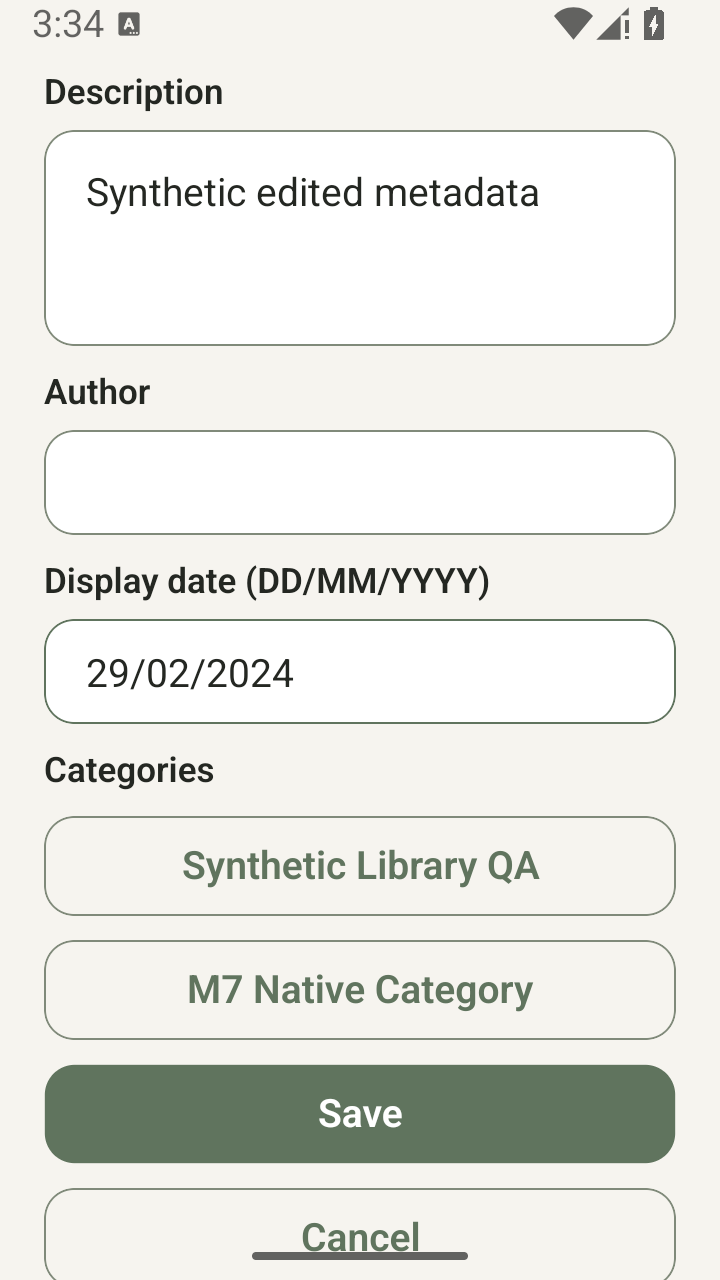 3:34
Description
Synthetic edited metadata
Author
Display date (DD/MM/YYYY)
29/02/2024
Categories
Synthetic Library QA
M7 Native Category
Save
Cancel